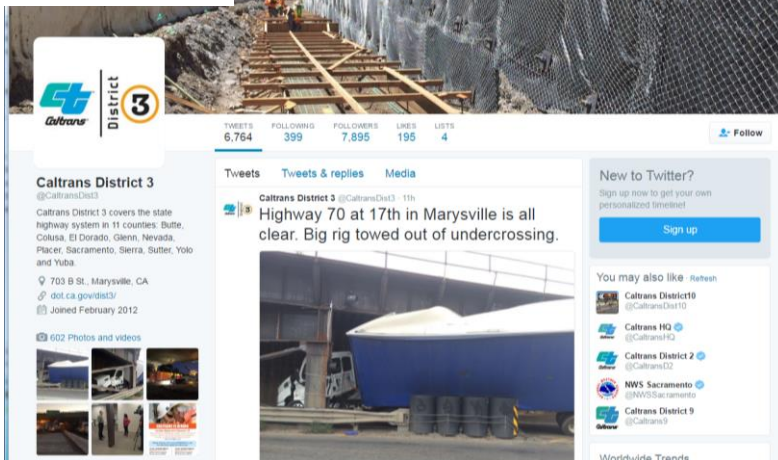 Caltrans
District 3
TWEETS
6,764
FOLLOWING
399
FOLLOWERS
7,895
LIKES
195
LISTS
4
Follow
Caltrans District 3
@CaltransDist3
Caltrans District 3 covers the state
highway system in 11 counties: Butte,
Colusa, El Dorado, Glenn, Nevada,
Placer, Sacramento, Sierra, Sutter, Yolo
and Yuba.
703 B St., Marysville, CA
dot.ca.gov/dist3/
Joined February 2012
602 Photos and videos
Tweets Tweets & replies Media
Caltrans District 3 @CaltransDist3 · 11h
Highway 70 at 17th in Marysville is all
clear. Big rig towed out of undercrossing.
New to Twitter?
Sign up now to get your own
personalized timeline!
Sign up
You may also like · Refresh
Caltrans District10
@CaltransDist10
Caltrans HQ
@CaltransHQ
Caltrans District 2
@CaltransD2
NWS Sacramento
@NWSSacramento
Caltrans District 9
@Caltrans9
Worldwide Trends